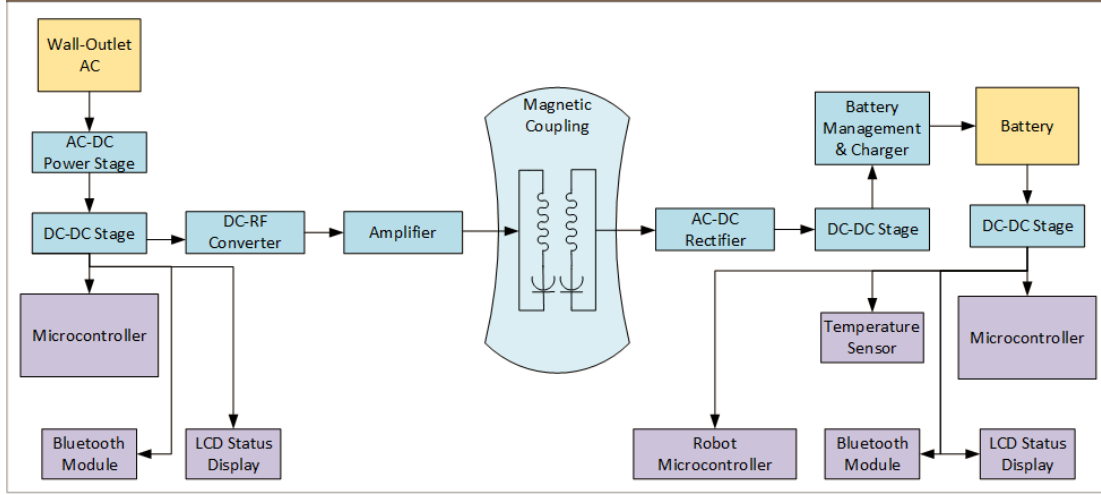 Wall-Outlet
AC
AC-DC
Power Stage
DC-DC Stage
DC-RF
Converter
Amplifier
Magnetic
Coupling
AC-DC
Rectifier
DC-DC Stage
Battery
Management
& Charger
Battery
DC-DC Stage
Microcontroller
Bluetooth
Module
LCD Status
Display
Temperature
Sensor
Microcontroller
Robot
Microcontroller
Bluetooth
Module
LCD Status
Display